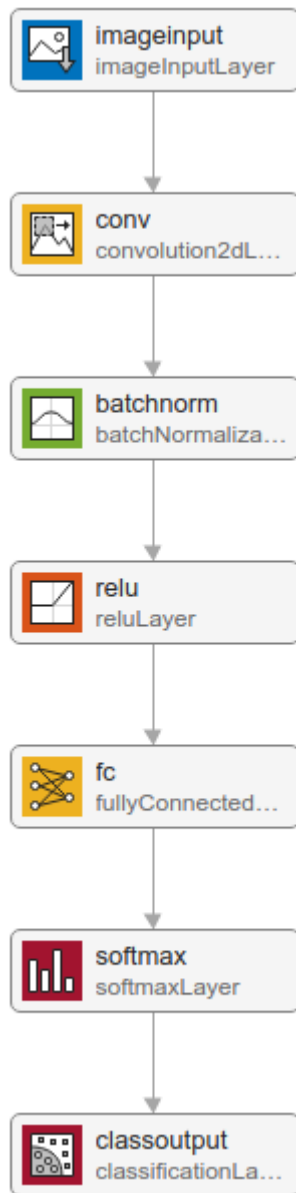 imageinput
imageInputLayer
conv
convolution2dL...
batchnorm
batchNormaliza...
relu
reluLayer
fc
fullyConnected...
softmax
softmaxLayer
classoutput
classificationLa...